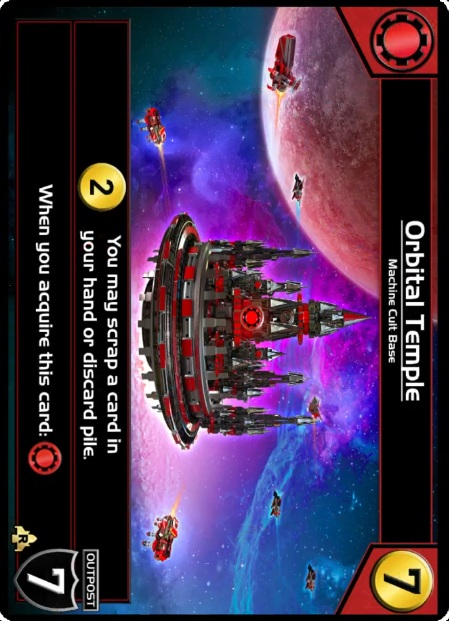 Orbital Temple
Machine Cult Base
7
2
You may scrap a card in
your hand or discard pile.
When you acquire this card:
OUTPOST
7
R